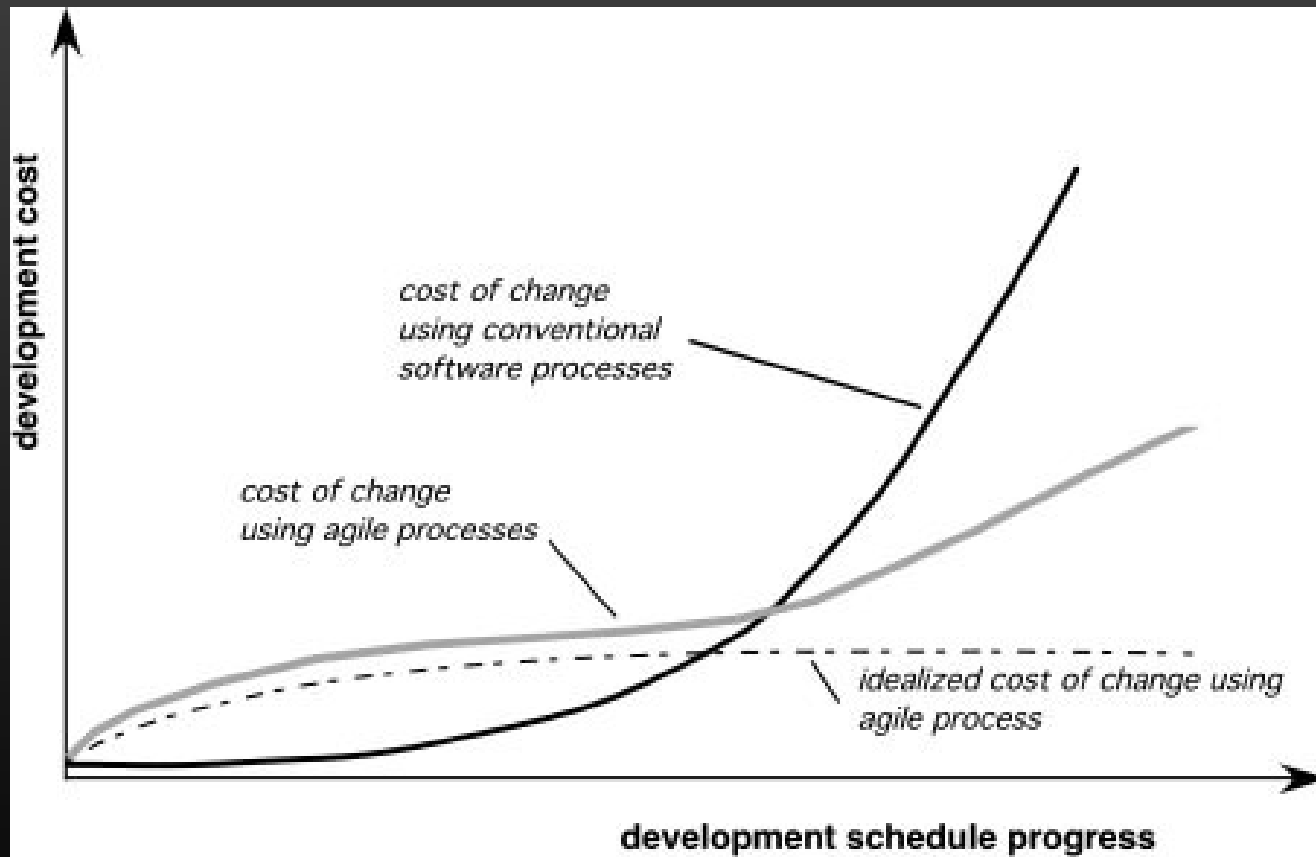 development cost
cost of change
using conventional
software processes
cost of change
using agile processes
idealized cost of change using
agile process
development schedule progress